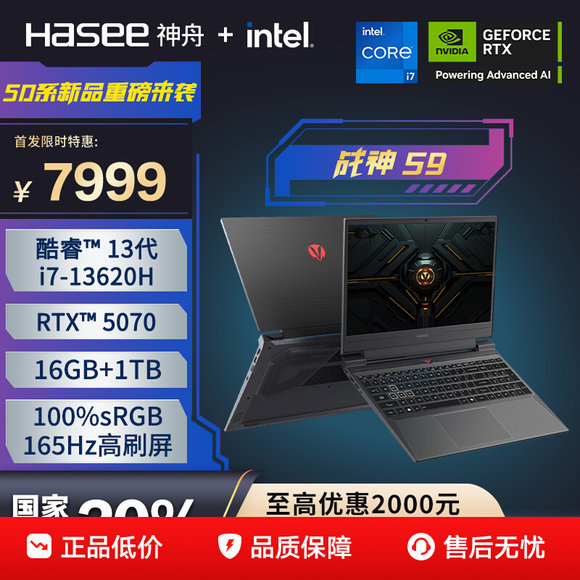 Hasee 神舟 + intel.
intel
CORE
i7
NVIDIA
GEFORCE
RTX
Powering Advanced AI
50系新品重磅来袭
首发限时特惠:
¥ 7999
战神 S9
酷睿™ 13代
i7-13620H
RTX™ 5070
16GB+1TB
100%sRGB
165Hz高刷屏
HASEE
国家
20%
至高优惠2000元
正品低价
品质保障
售后无忧